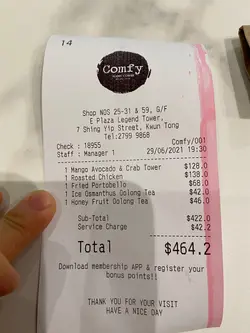 14
Comfy
Shop NOS 25-31 & 59, G/F
E Plaza Legend Tower,
7 Shing Yip Street, Kwun Tong
Tel:2799 9868
Comfy/001
Check : 18955 29/06/2021 19:30
Staff : Manager 1
1 Mango Avocado & Crab Tower $128.0
1 Roasted Chicken $138.0
1 Fried Portobello $68.0
1 Ice Osmanthus Oolong Tea $42.0
1 Honey Fruit Oolong Tea $46.0
Sub-Total $422.0
Service Charge $42.2
Total $464.2
Download membership APP & register your
bonus points!!
THANK YOU FOR YOUR VISIT
HAVE A NICE DAY